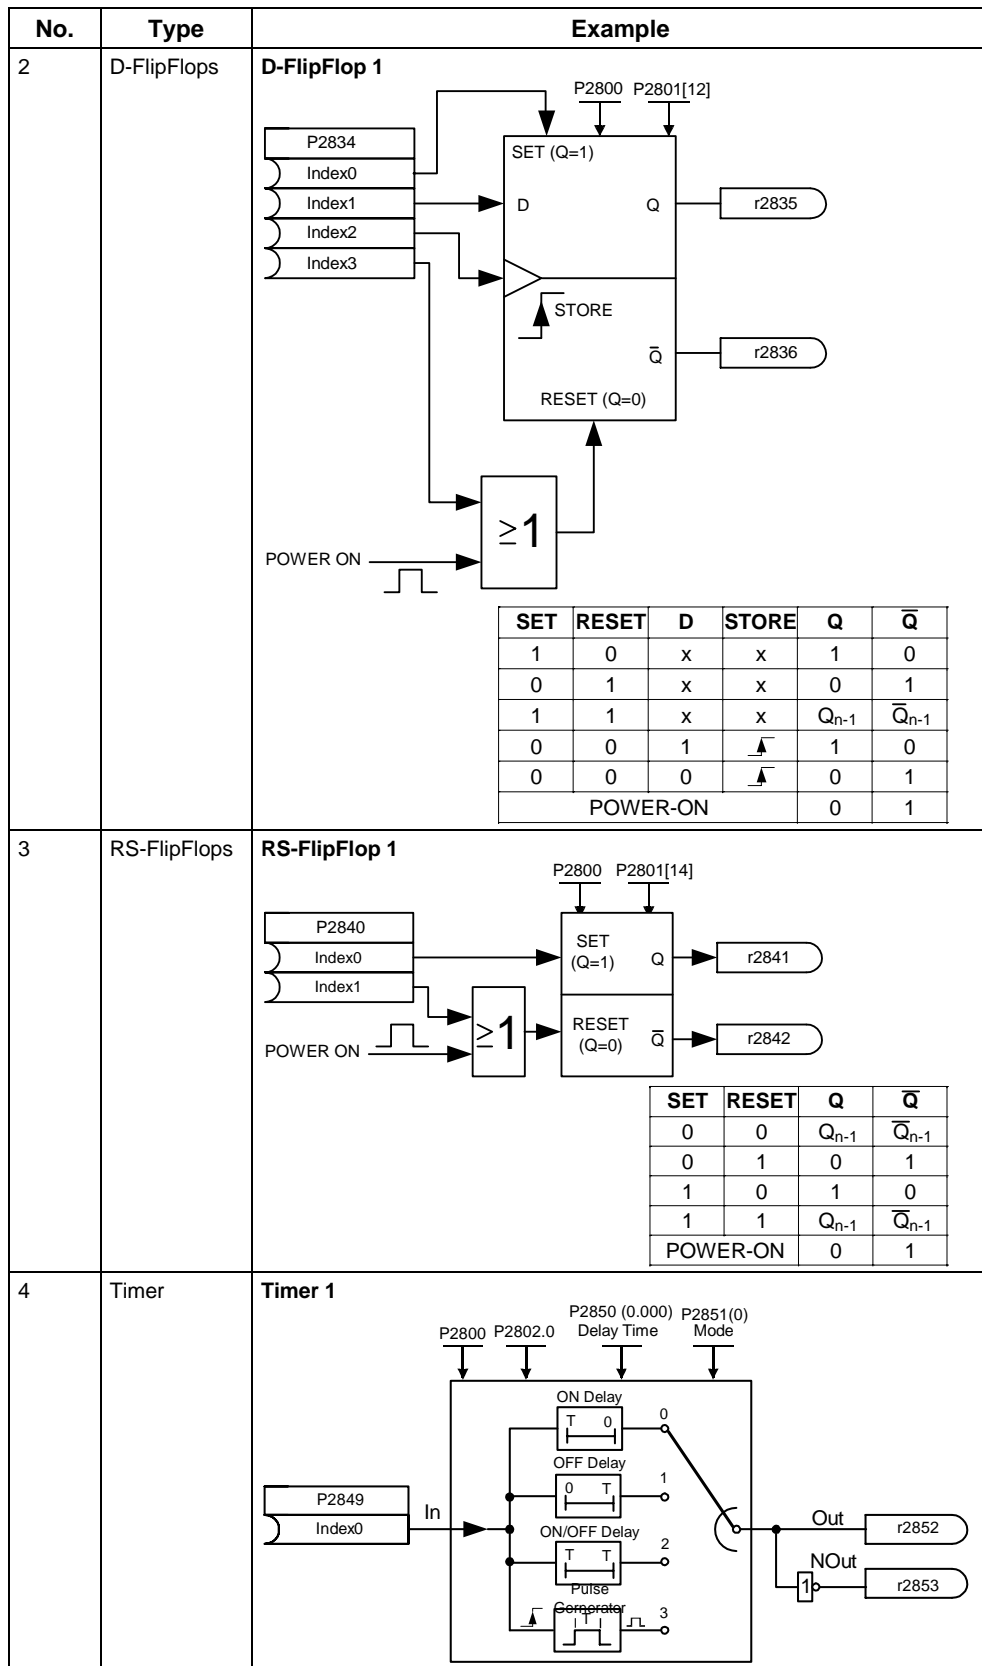 No. Type Example
2 D-FlipFlops D-FlipFlop 1
P2800 P2801[12]
P2834
Index0
Index1
Index2
Index3
SET (Q=1)
D Q
r2835
STORE
Q̅
r2836
RESET (Q=0)
≥1
POWER ON
SET RESET D STORE Q Q̅
1 0 x x 1 0
0 1 x x 0 1
1 1 x x Qn-1 Q̅n-1
0 0 1 1 0
0 0 0 0 1
POWER-ON 0 1
3 RS-FlipFlops RS-FlipFlop 1
P2800 P2801[14]
P2840
Index0
Index1
SET
(Q=1) Q
r2841
≥1
RESET
(Q=0) Q̅
r2842
POWER ON
SET RESET Q Q̅
0 0 Qn-1 Q̅n-1
0 1 0 1
1 0 1 0
1 1 Qn-1 Q̅n-1
POWER-ON 0 1
4 Timer Timer 1
P2800 P2802.0
P2850 (0.000)
Delay Time
P2851(0)
Mode
ON Delay
T 0 0
OFF Delay
0 T 1
P2849
Index0
In
ON/OFF Delay
T T 2
Pulse
Gernerator
T 3
Out
r2852
NOut
1
r2853